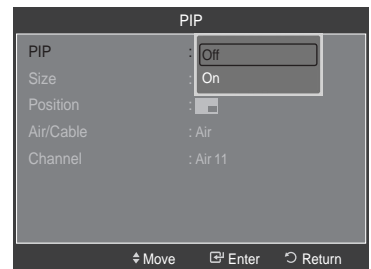 PIP
PIP : Off
Size : On
Position :
Air/Cable : Air
Channel : Air 11
Move Enter Return